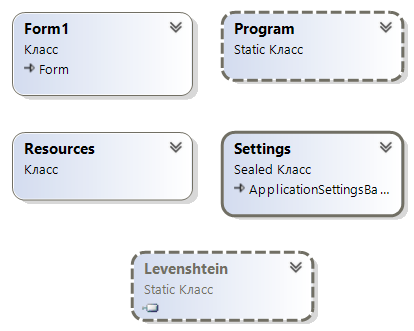 Form1
Класс
Form
Program
Static Класс
Resources
Класс
Settings
Sealed Класс
ApplicationSettingsBa...
Levenshtein
Static Класс